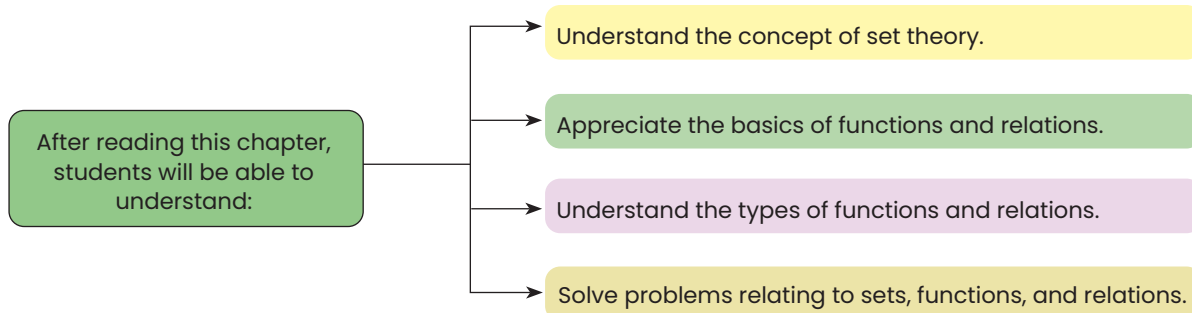 After reading this chapter,
students will be able to
understand:
Understand the concept of set theory.
Appreciate the basics of functions and relations.
Understand the types of functions and relations.
Solve problems relating to sets, functions, and relations.